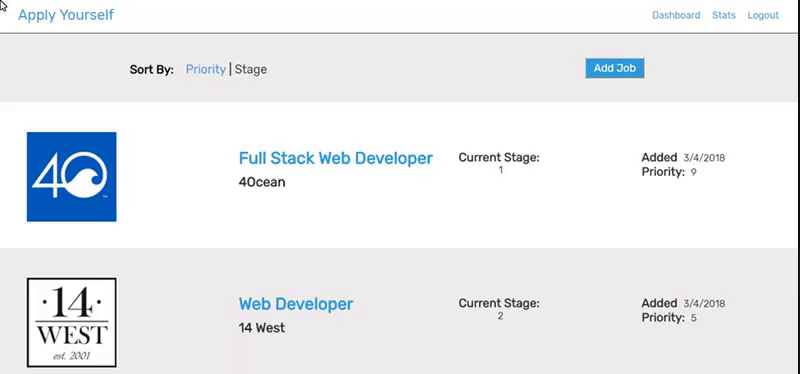 Apply Yourself
Dashboard Stats Logout
Sort By: Priority | Stage
Add Job
40
™
Full Stack Web Developer
4Ocean
Current Stage:
1
Added 3/4/2018
Priority: 9
·14·
WEST
est. 2001
Web Developer
14 West
Current Stage:
2
Added 3/4/2018
Priority: 5